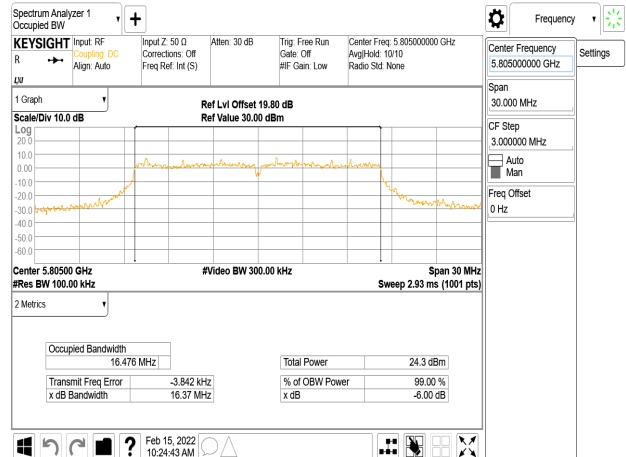 Spectrum Analyzer 1
Occupied BW
Frequency
KEYSIGHT
R
Input: RF
Coupling: DC
Align: Auto
Input Z: 50 Ω
Corrections: Off
Freq Ref: Int (S)
Atten: 30 dB
Trig: Free Run
Gate: Off
#IF Gain: Low
Center Freq: 5.805000000 GHz
Avg|Hold: 10/10
Radio Std: None
Center Frequency
5.805000000 GHz
Settings
Span
30.000 MHz
CF Step
3.000000 MHz
Auto
Man
Freq Offset
0 Hz
1 Graph
Ref Lvl Offset 19.80 dB
Scale/Div 10.0 dB
Ref Value 30.00 dBm
Log
20.0
10.0
0.00
-10.0
-20.0
-30.0
-40.0
-50.0
-60.0
Center 5.80500 GHz
#Video BW 300.00 kHz
Span 30 MHz
#Res BW 100.00 kHz
Sweep 2.93 ms (1001 pts)
2 Metrics
Occupied Bandwidth
16.476 MHz
Total Power 24.3 dBm
Transmit Freq Error -3.842 kHz
% of OBW Power 99.00 %
x dB Bandwidth 16.37 MHz
x dB -6.00 dB
?
Feb 15, 2022
10:24:43 AM